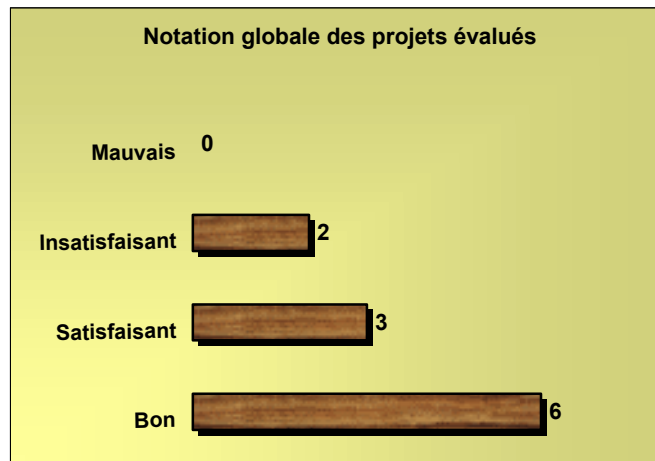 Notation globale des projets évalués
Mauvais 0
Insatisfaisant 2
Satisfaisant 3
Bon 6